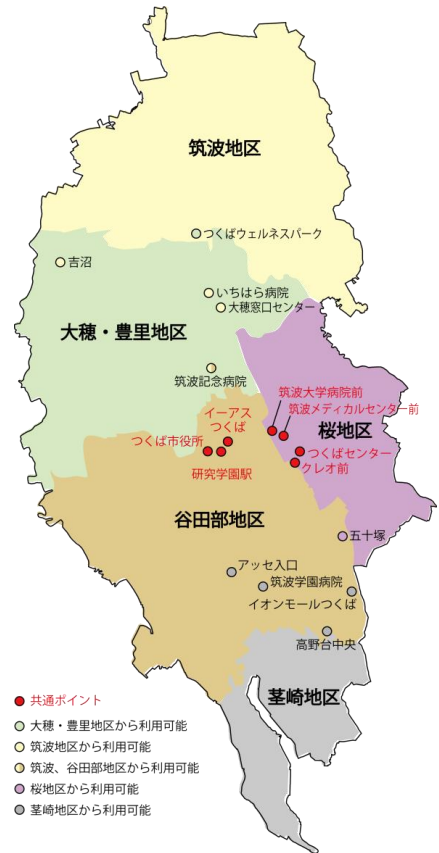 筑波地区
つくばウェルネスパーク
吉沼
いちはら病院
大穂窓口センター
大穂・豊里地区
筑波記念病院
筑波大学病院前
筑波メディカルセンター前
イーアス
つくば
桜地区
つくば市役所
つくばセンター
クレオ前
研究学園駅
谷田部地区
五十塚
アッセ入口
筑波学園病院
イオンモールつくば
高野台中央
茎崎地区
共通ポイント
大穂・豊里地区から利用可能
筑波地区から利用可能
筑波、谷田部地区から利用可能
桜地区から利用可能
茎崎地区から利用可能